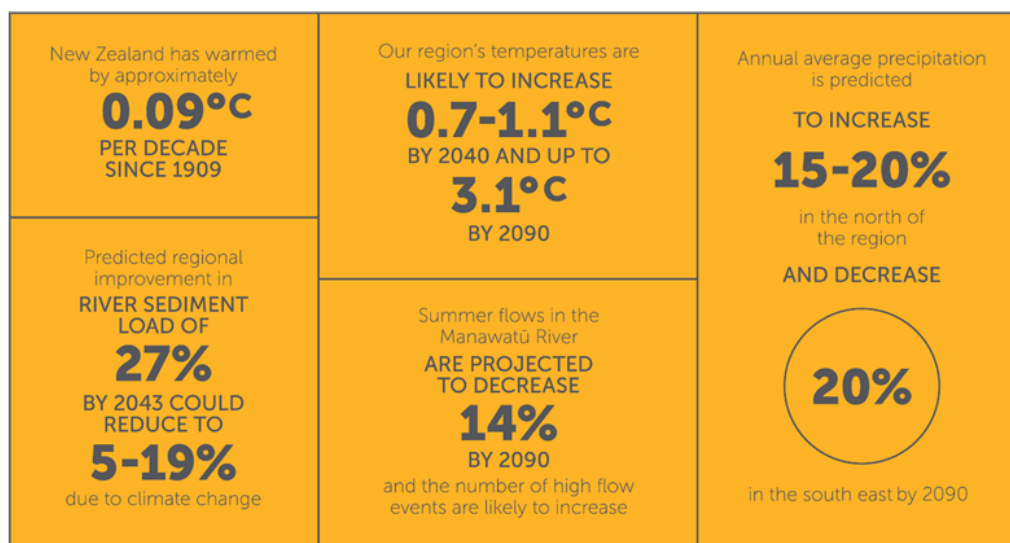 New Zealand has warmed
by approximately
0.09°C
PER DECADE
SINCE 1909
Predicted regional
improvement in
RIVER SEDIMENT
LOAD OF
27%
BY 2043 COULD
REDUCE TO
5-19%
due to climate change
Our region's temperatures are
LIKELY TO INCREASE
0.7-1.1°C
BY 2040 AND UP TO
3.1°C
BY 2090
Summer flows in the
Manawatū River
ARE PROJECTED
TO DECREASE
14%
BY 2090
and the number of high flow
events are likely to increase
Annual average precipitation
is predicted
TO INCREASE
15-20%
in the north of
the region
AND DECREASE
20%
in the south east by 2090